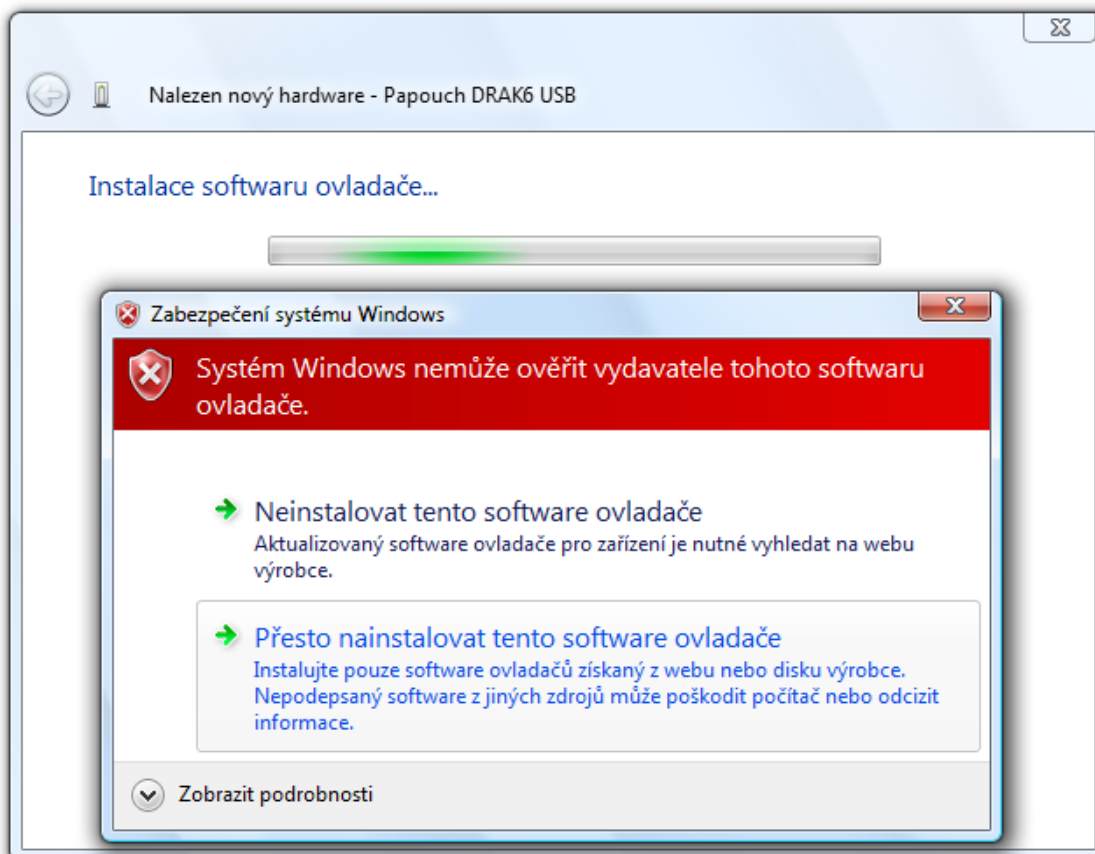 Nalezen nový hardware - Papouch DRAK6 USB
Instalace softwaru ovladače...
Zabezpečení systému Windows
Systém Windows nemůže ověřit vydavatele tohoto softwaru
ovladače.
Neinstalovat tento software ovladače
Aktualizovaný software ovladače pro zařízení je nutné vyhledat na webu
výrobce.
Přesto nainstalovat tento software ovladače
Instalujte pouze software ovladačů získaný z webu nebo disku výrobce.
Nepodepsaný software z jiných zdrojů může poškodit počítač nebo odcizit
informace.
Zobrazit podrobnosti